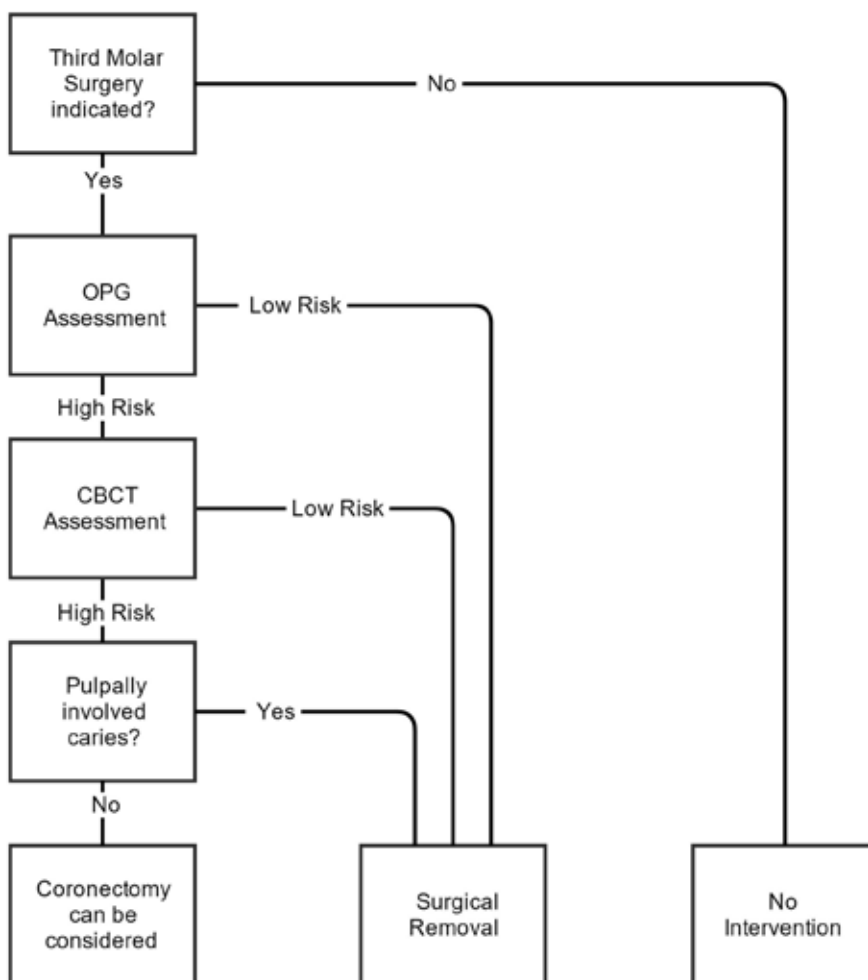 Third Molar
Surgery
indicated?
No
Yes
OPG
Assessment
Low Risk
High Risk
CBCT
Assessment
Low Risk
High Risk
Pulpally
involved
caries?
Yes
No
Coronectomy
can be
considered
Surgical
Removal
No
Intervention